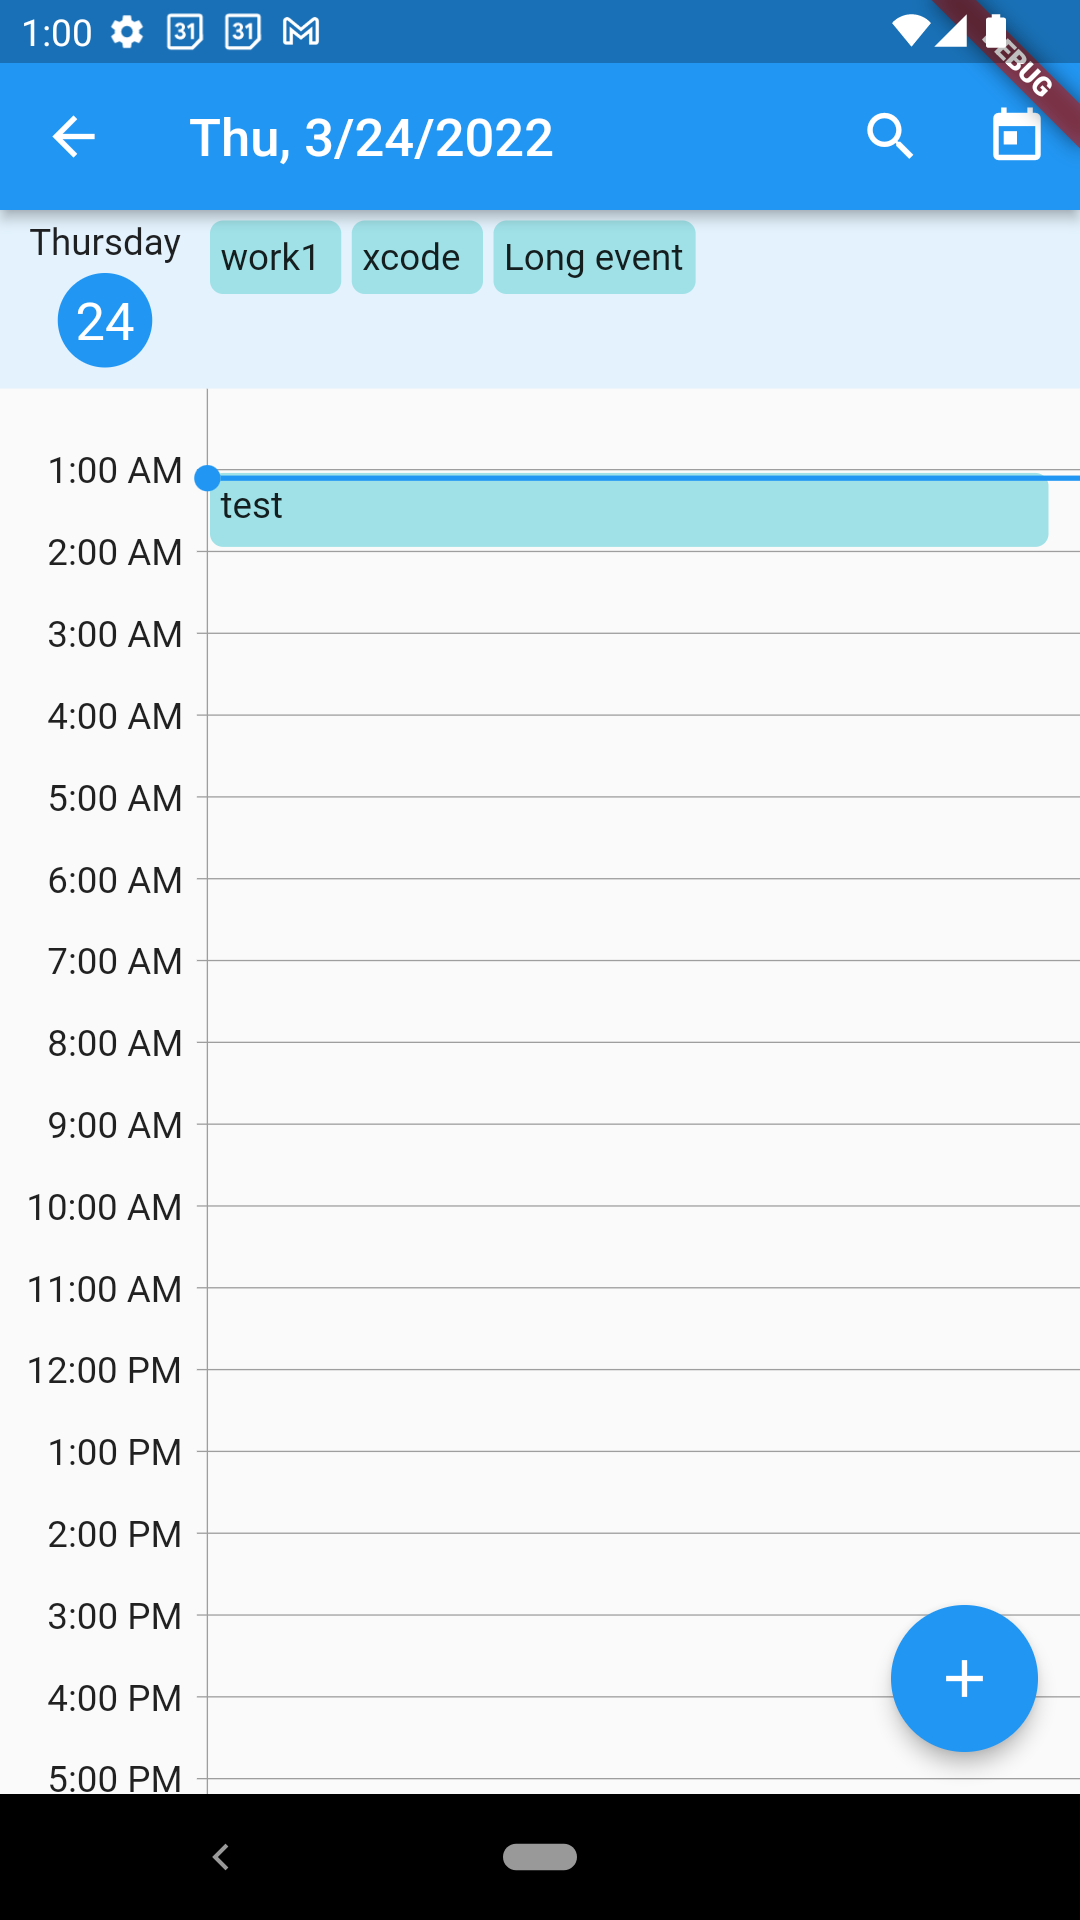 1:00 31 31
DEBUG
Thu, 3/24/2022
Thursday
24
work1 xcode Long event
1:00 AM
test
2:00 AM
3:00 AM
4:00 AM
5:00 AM
6:00 AM
7:00 AM
8:00 AM
9:00 AM
10:00 AM
11:00 AM
12:00 PM
1:00 PM
2:00 PM
3:00 PM
4:00 PM
5:00 PM